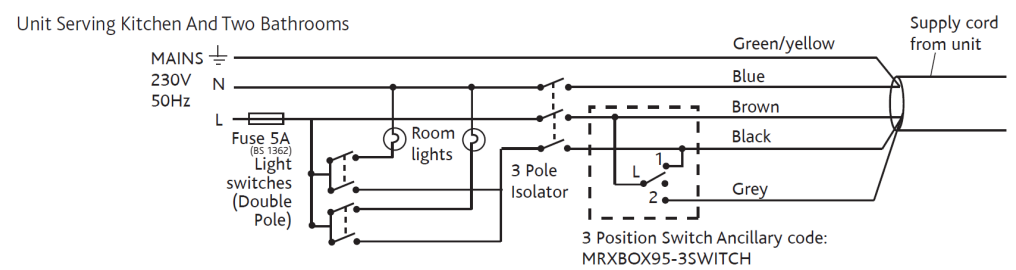 Unit Serving Kitchen And Two Bathrooms
Supply cord
from unit
MAINS
230V
50Hz
N
L
Green/yellow
Blue
Brown
Black
Grey
Fuse 5A
(BS 1362)
Light
switches
(Double
Pole)
Room
lights
3 Pole
Isolator
L
1
2
3 Position Switch Ancillary code:
MRXBOX95-3SWITCH